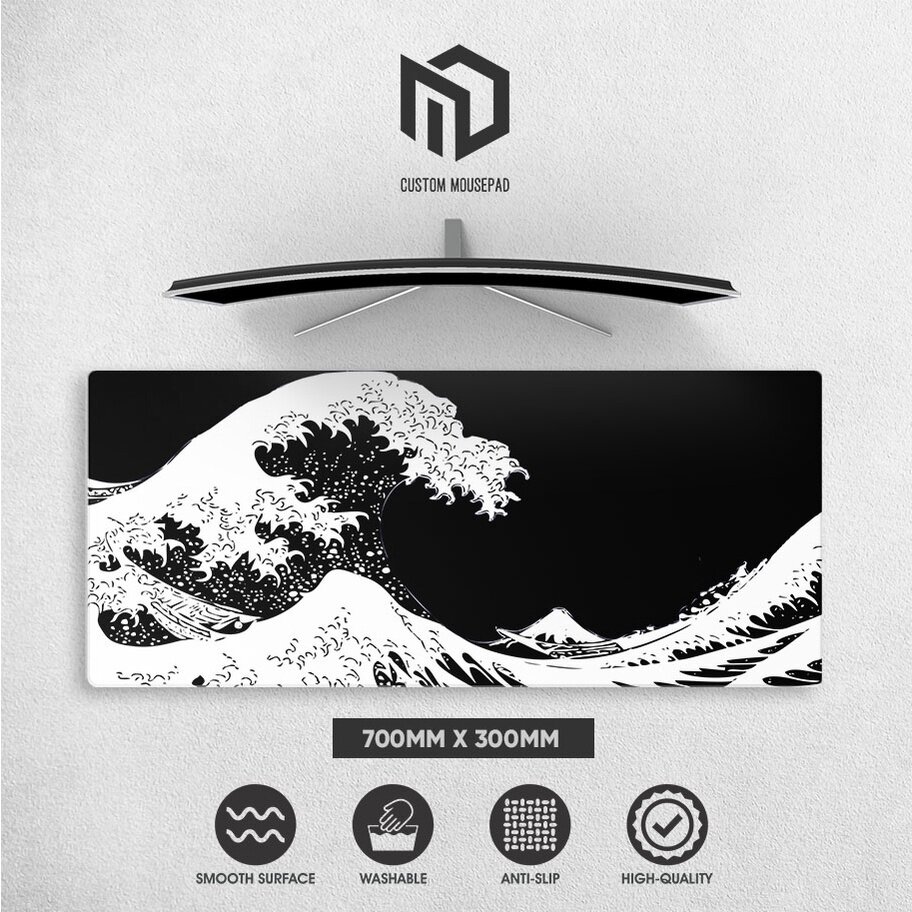 CUSTOM MOUSEPAD
700MM X 300MM
SMOOTH SURFACE
WASHABLE
ANTI-SLIP
HIGH-QUALITY